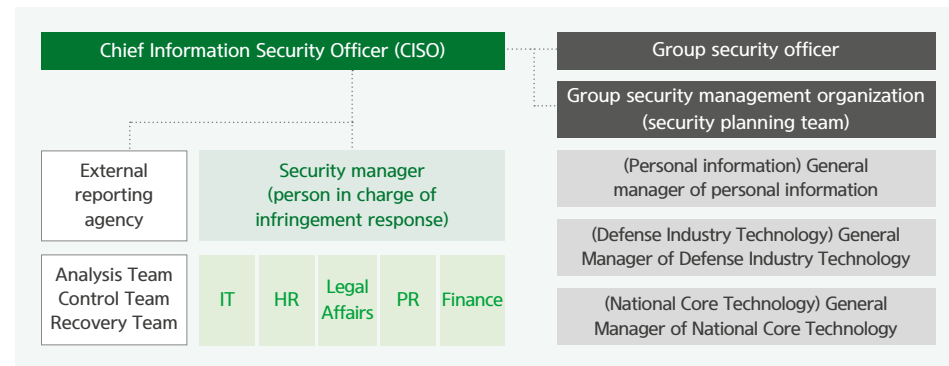 Chief Information Security Officer (CISO)
Group security officer
Group security management organization
(security planning team)
External
reporting
agency
Security manager
(person in charge of
infringement response)
(Personal information) General
manager of personal information
(Defense Industry Technology) General
Manager of Defense Industry Technology
Analysis Team
Control Team
Recovery Team
IT
HR
Legal
Affairs
PR
Finance
(National Core Technology) General
Manager of National Core Technology